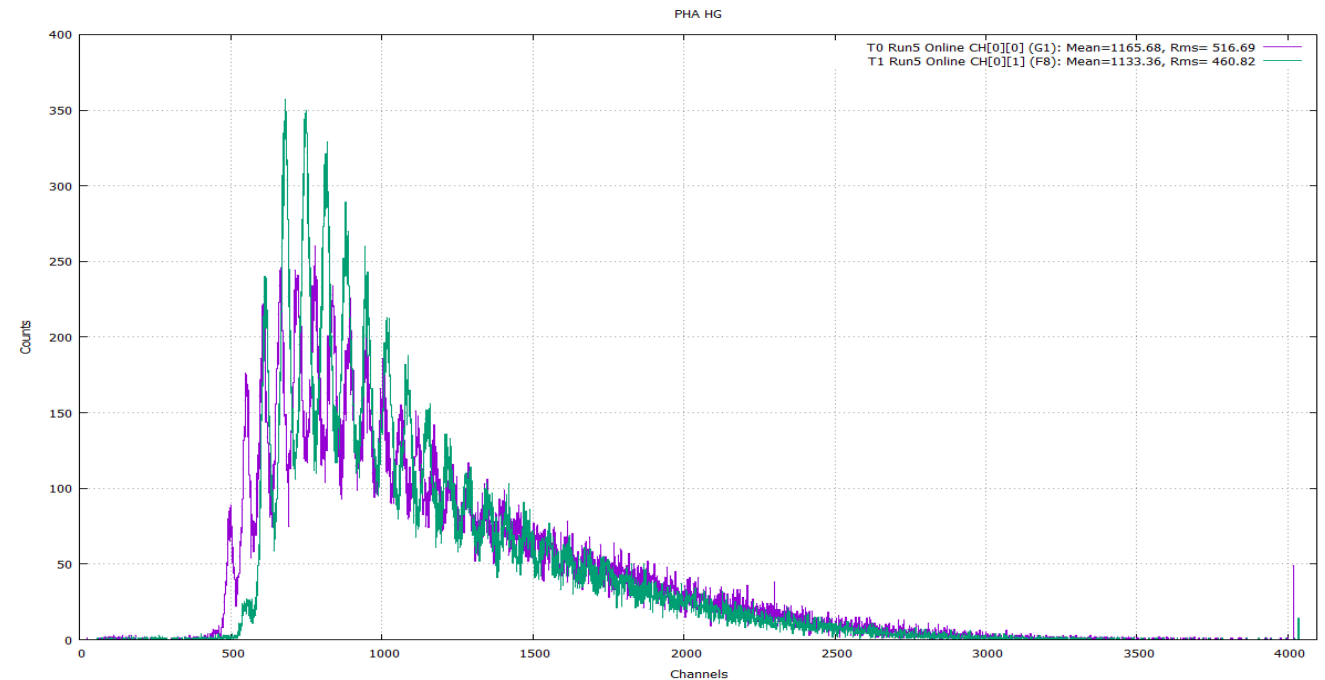 PHA HG
T0 Run5 Online CH[0][0] (G1): Mean=1165.68, Rms= 516.69
T1 Run5 Online CH[0][1] (F8): Mean=1133.36, Rms= 460.82
400
350
300
250
200
150
100
50
0
Counts
0 500 1000 1500 2000 2500 3000 3500 4000
Channels